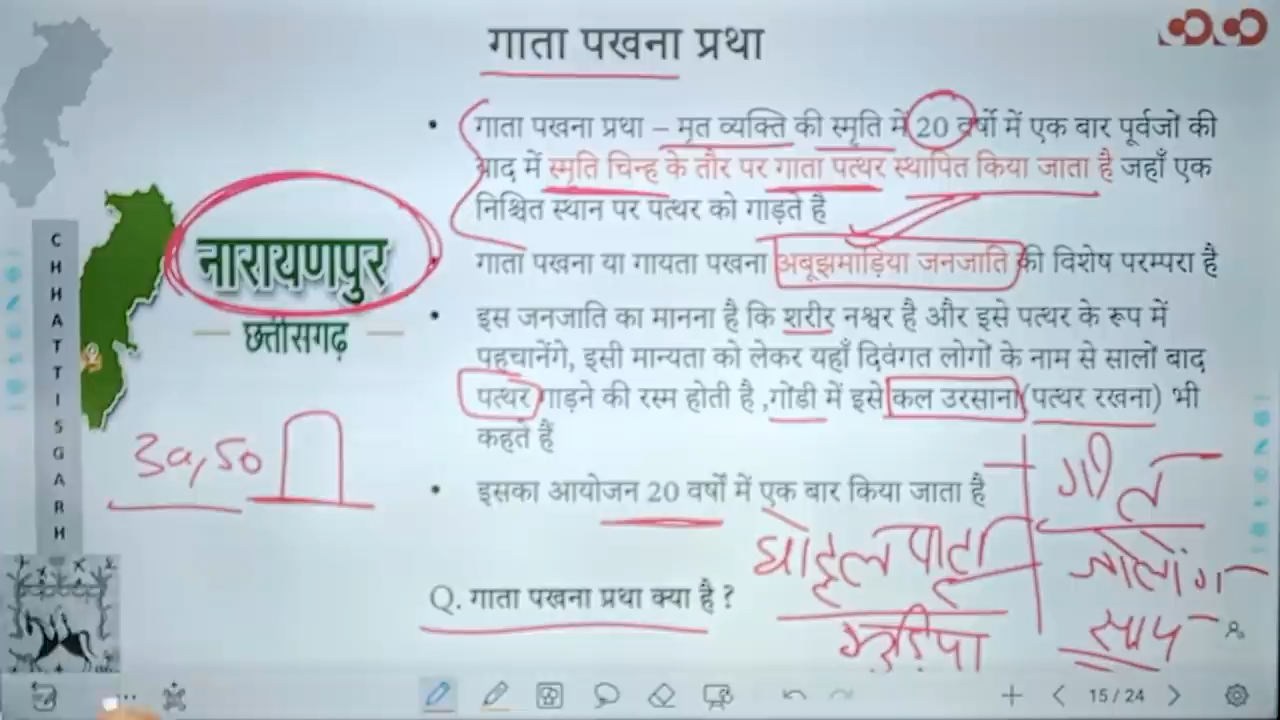 गाता पखना प्रथा
• गाता पखना प्रथा – मृत व्यक्ति की स्मृति में 20 वर्षो में एक बार पूर्वजों की
याद में स्मृति चिन्ह के तौर पर गाता पत्थर स्थापित किया जाता है जहाँ एक
निश्चित स्थान पर पत्थर को गाड़ते है
• गाता पखना या गायता पखना अबूझमाड़िया जनजाति की विशेष परम्परा है
• इस जनजाति का मानना है कि शरीर नश्वर है और इसे पत्थर के रूप में
पहचानेंगे, इसी मान्यता को लेकर यहाँ दिवंगत लोगों के नाम से सालों बाद
पत्थर गाड़ने की रस्म होती है ,गोंडी में इसे कल उरसाना (पत्थर रखना) भी
कहते हैं
• इसका आयोजन 20 वर्षों में एक बार किया जाता है
Q. गाता पखना प्रथा क्या है ?
नारायणपुर
छत्तीसगढ़
CHHATTISGARH
30,50
गीत
घोटुल पाटा
मुड़िया
15/24